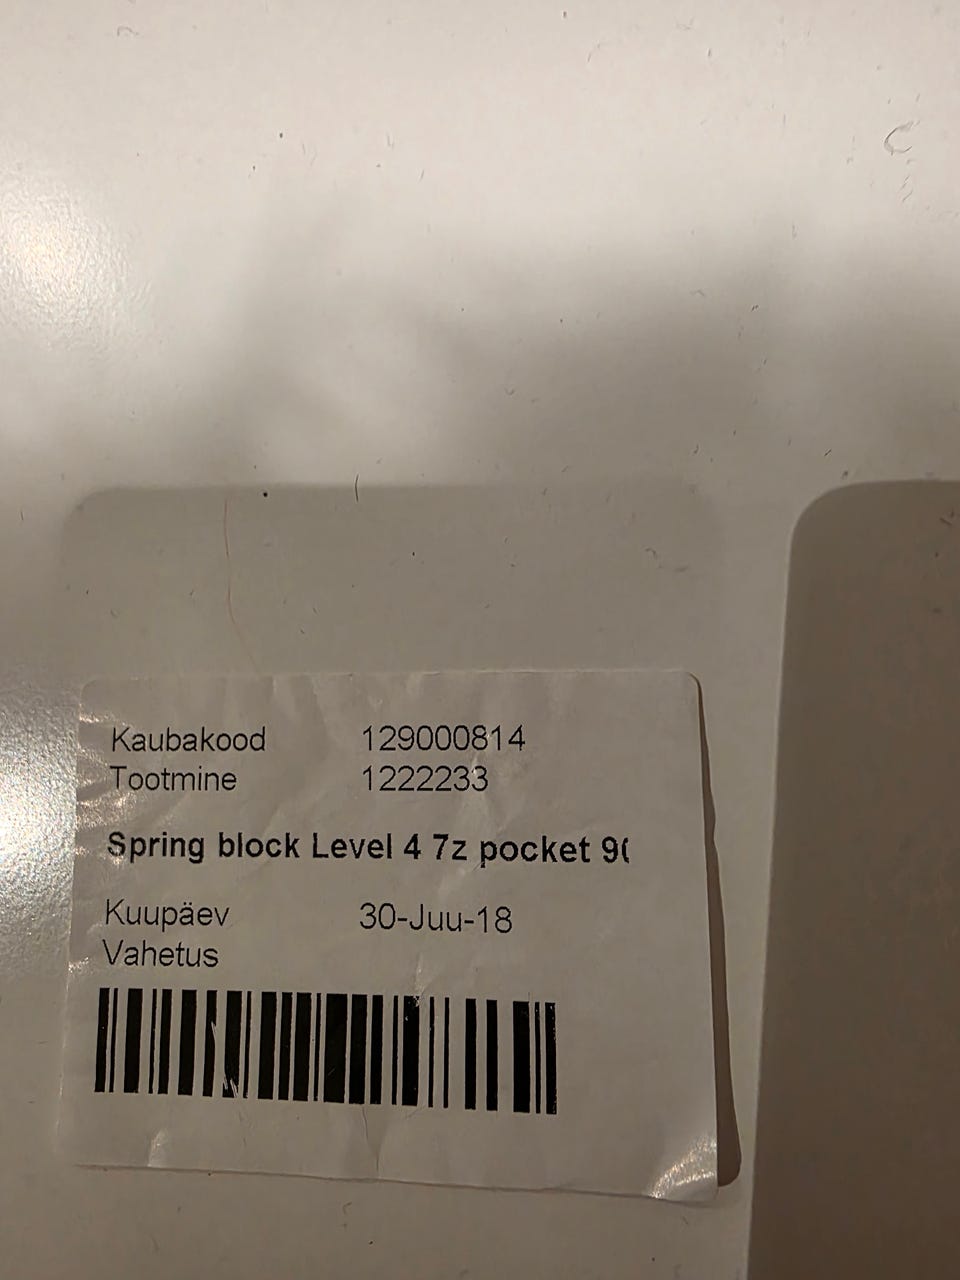 Kaubakood 129000814
Tootmine 1222233
Spring block Level 4 7z pocket
Kuupäev 30-Juu-18
Vahetus